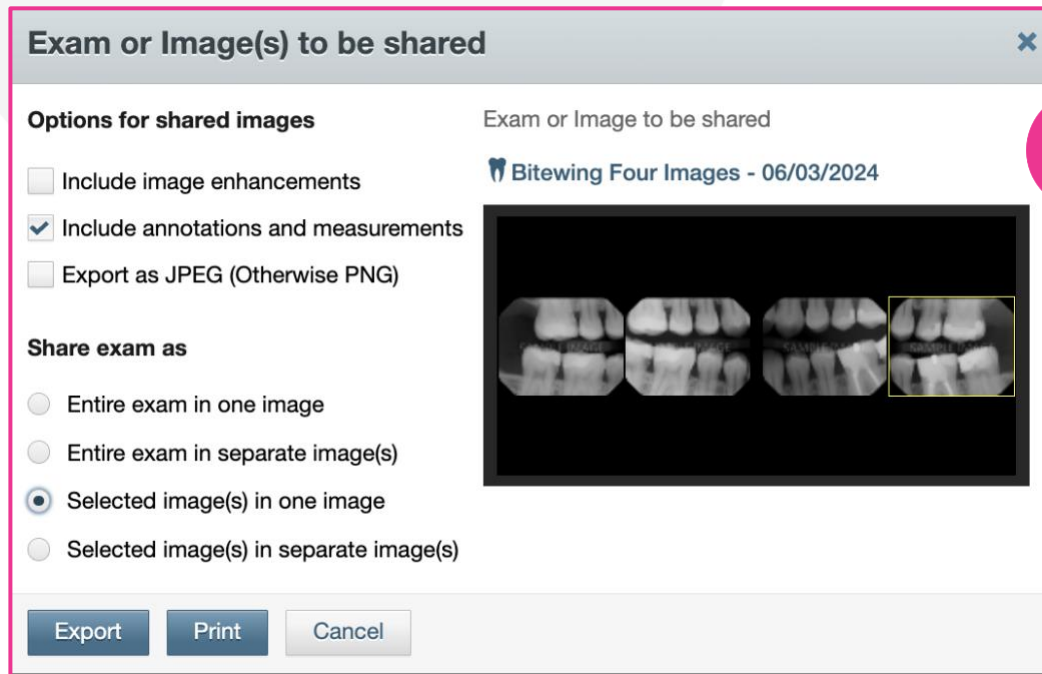 Exam or Image(s) to be shared
Options for shared images
Include image enhancements
Include annotations and measurements
Export as JPEG (Otherwise PNG)
Share exam as
Entire exam in one image
Entire exam in separate image(s)
Selected image(s) in one image
Selected image(s) in separate image(s)
Exam or Image to be shared
Bitewing Four Images - 06/03/2024
Export
Print
Cancel